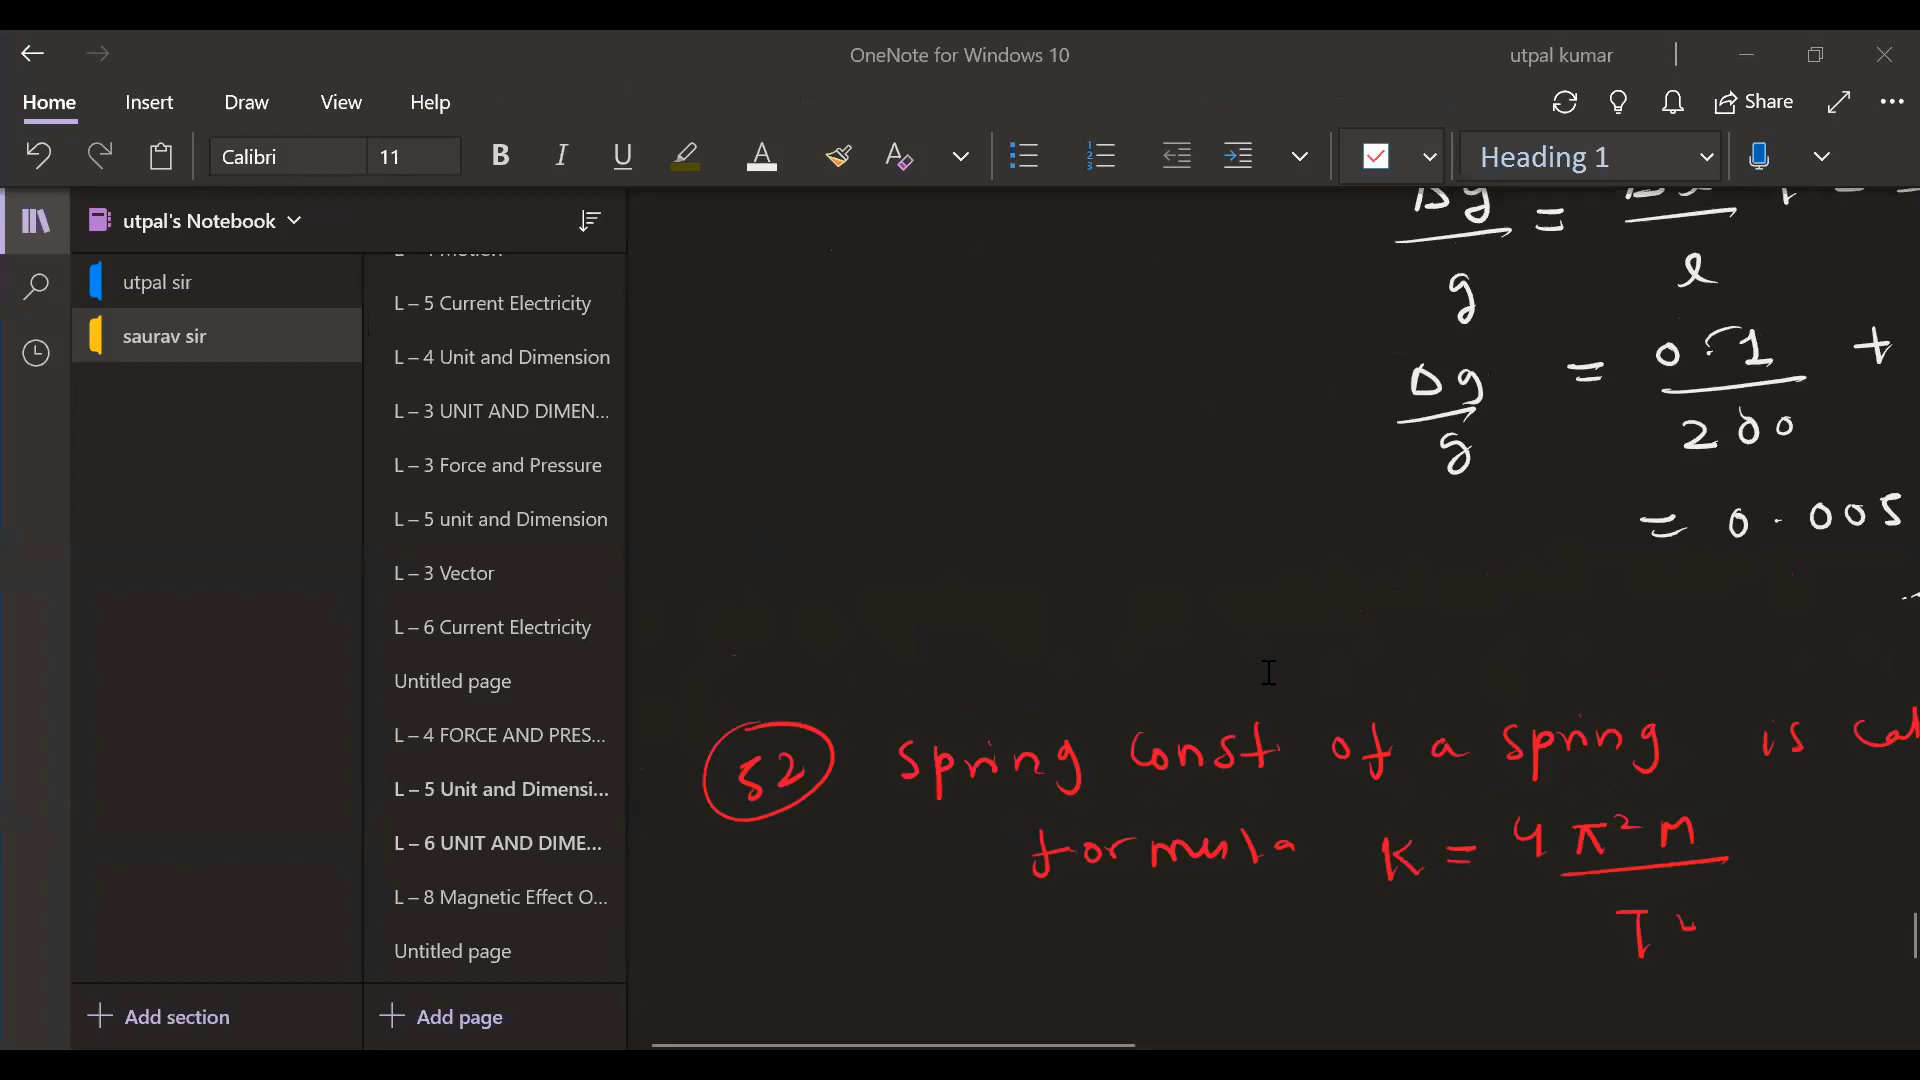 OneNote for Windows 10
utpal kumar
Home Insert Draw View Help
Share
Calibri 11 B I U Heading 1
utpal's Notebook
utpal sir
saurav sir
L – 5 Current Electricity
L – 4 Unit and Dimension
L – 3 UNIT AND DIMEN...
L – 3 Force and Pressure
L – 5 unit and Dimension
L – 3 Vector
L – 6 Current Electricity
Untitled page
L – 4 FORCE AND PRES...
L – 5 Unit and Dimensi...
L – 6 UNIT AND DIME...
L – 8 Magnetic Effect O...
Untitled page
Add section
Add page
Δg/g =
l
Δg/g = 0.1/200 +
= 0.005
52 Spring const of a spring is cal
formula K = 4π²M/T